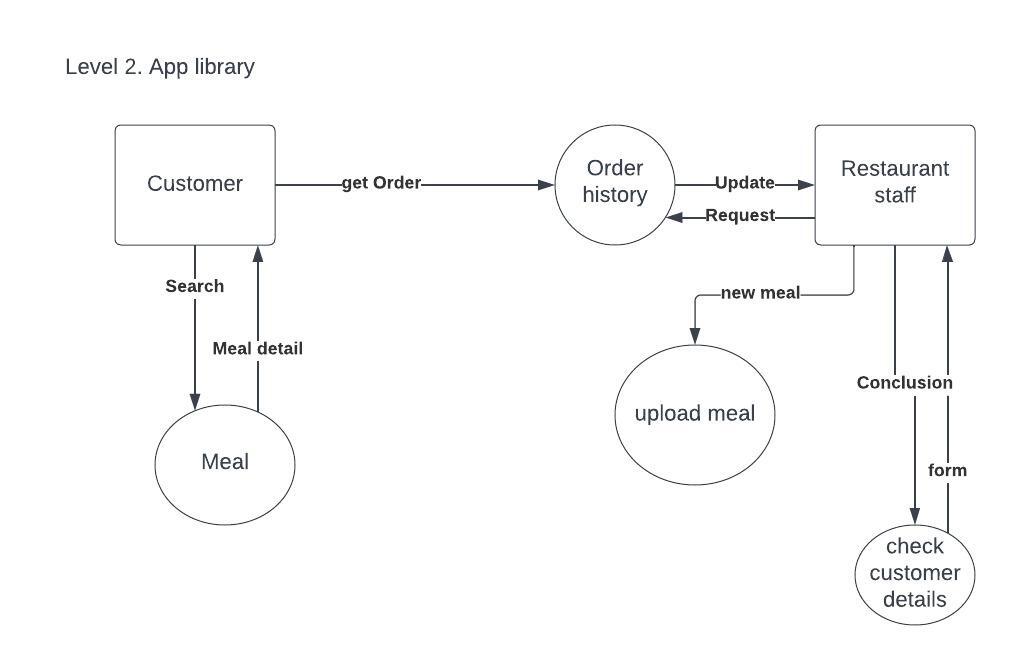 Level 2. App library
Customer
get Order
Order
history
Update
Request
Restaurant
staff
Search
Meal detail
Meal
new meal
upload meal
Conclusion
form
check
customer
details